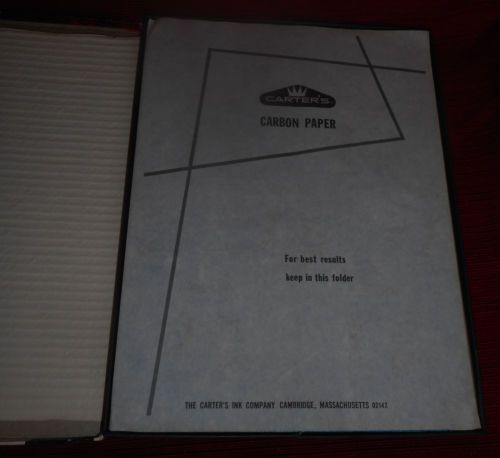 CARTER'S
CARBON PAPER
For best results
keep in this folder
THE CARTER'S INK COMPANY CAMBRIDGE, MASSACHUSETTS 02142